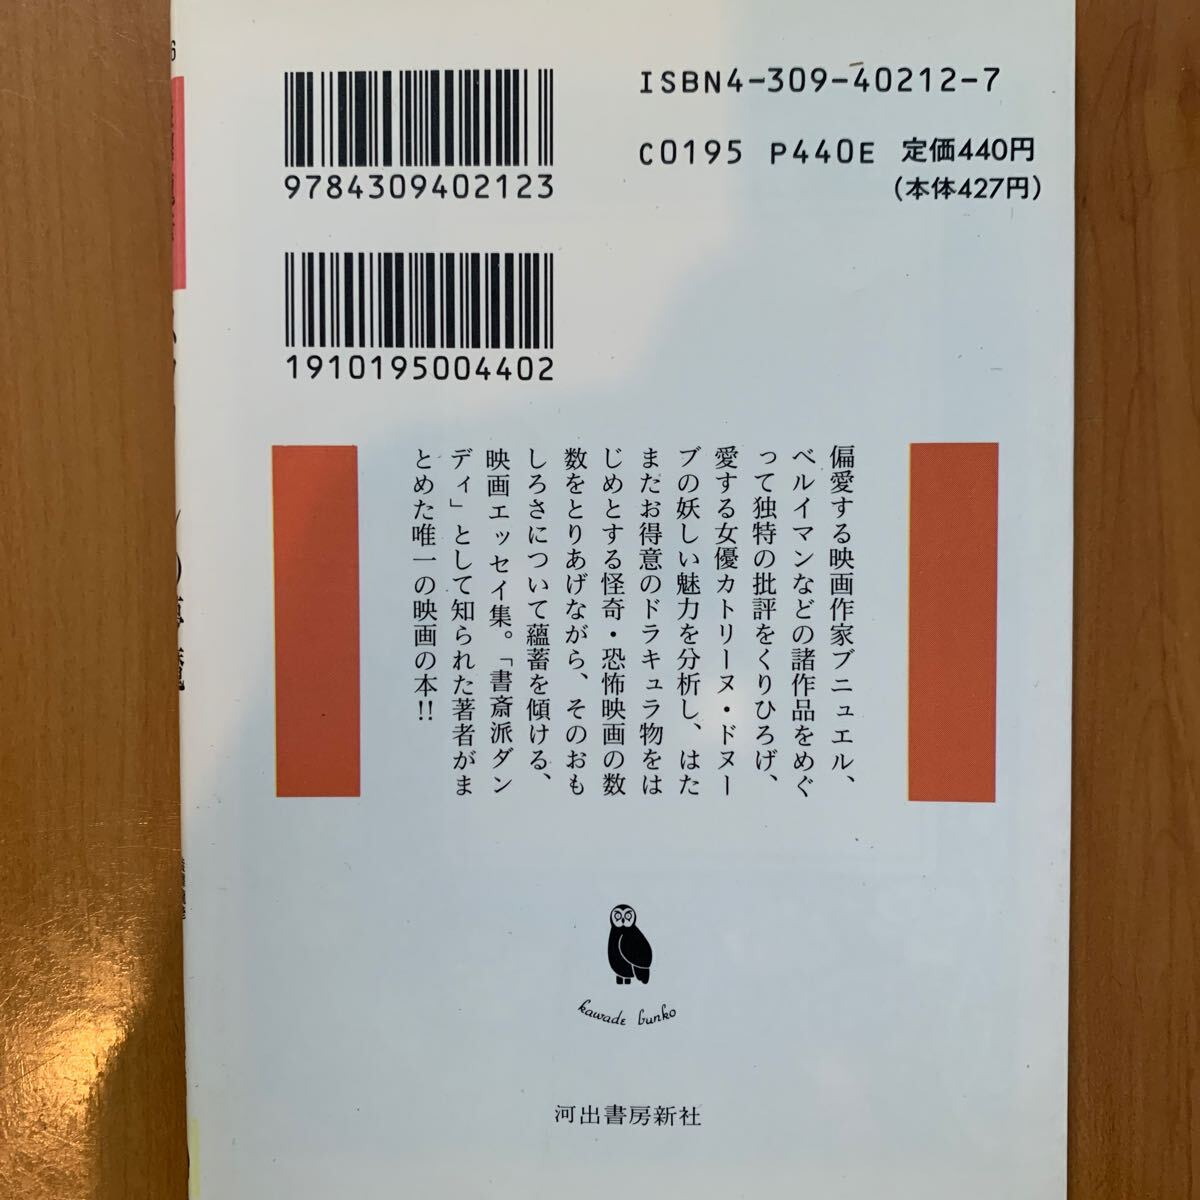 ISBN4-309-40212-7
C0195 P440E 定価440円
(本体427円)
9784309402123
1910195004402
偏愛する映画作家ブニュエル、
ベルイマンなどの諸作品をめぐ
って独特の批評をくりひろげ、
愛する女優カトリーヌ・ドヌー
ブの妖しい魅力を分析し、はた
またお得意のドラキュラ物をは
じめとする怪奇・恐怖映画の数
数をとりあげながら、そのおも
しろさについて蘊蓄を傾ける、
映画エッセイ集。「書斎派ダン
ディ」として知られた著者がま
とめた唯一の映画の本!!
kawade bunko
河出書房新社